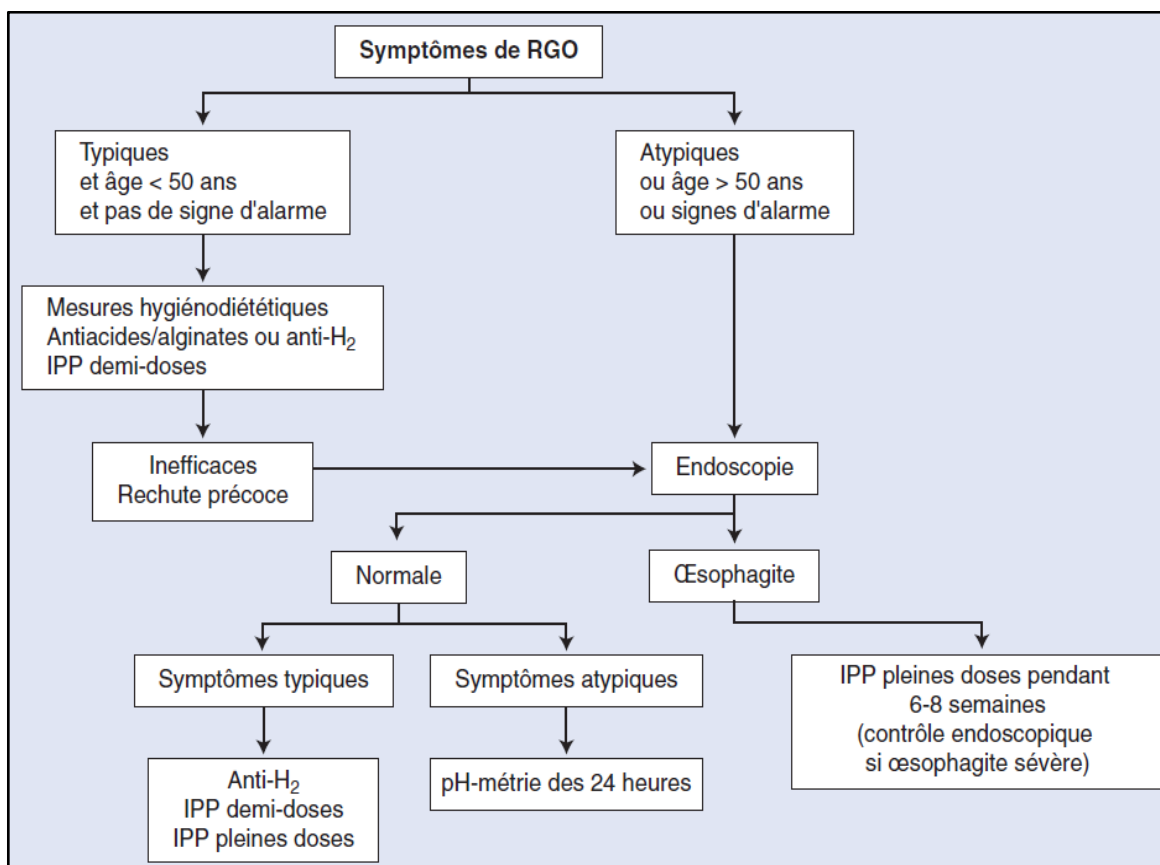 Symptômes de RGO
Typiques
et âge < 50 ans
et pas de signe d'alarme
Atypiques
ou âge > 50 ans
ou signes d'alarme
Mesures hygiénodiététiques
Antiacides/alginates ou anti-H₂
IPP demi-doses
Inefficaces
Rechute précoce
Endoscopie
Normale
Œsophagite
Symptômes typiques
Symptômes atypiques
IPP pleines doses pendant
6-8 semaines
(contrôle endoscopique
si œsophagite sévère)
Anti-H₂
IPP demi-doses
IPP pleines doses
pH-métrie des 24 heures